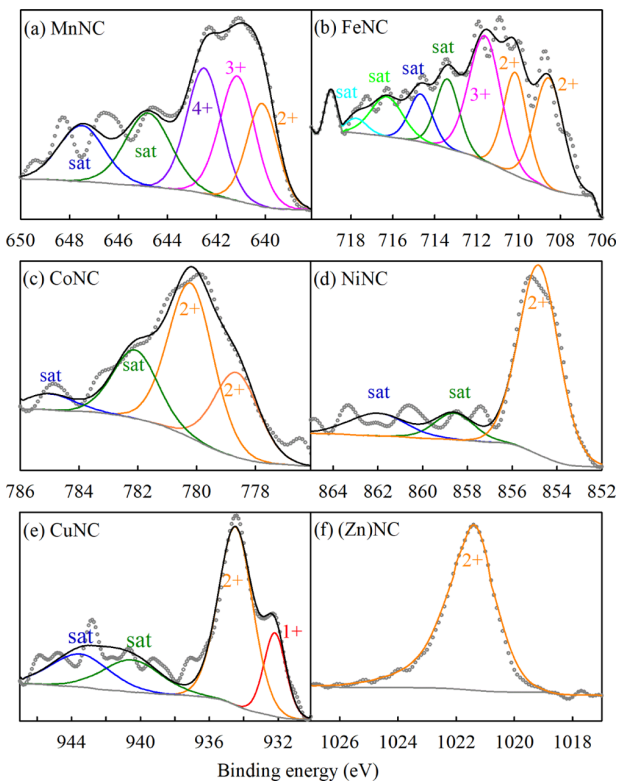 (a) MnNC
3+
4+
2+
sat
sat
650 648 646 644 642 640
(b) FeNC
sat
2+
2+
sat
sat
sat
3+
718 716 714 712 710 708 706
(c) CoNC
2+
sat
sat
2+
786 784 782 780 778
(d) NiNC
2+
sat
sat
864 862 860 858 856 854 852
(e) CuNC
2+
1+
sat
sat
944 940 936 932
(f) (Zn)NC
2+
1026 1024 1022 1020 1018
Binding energy (eV)